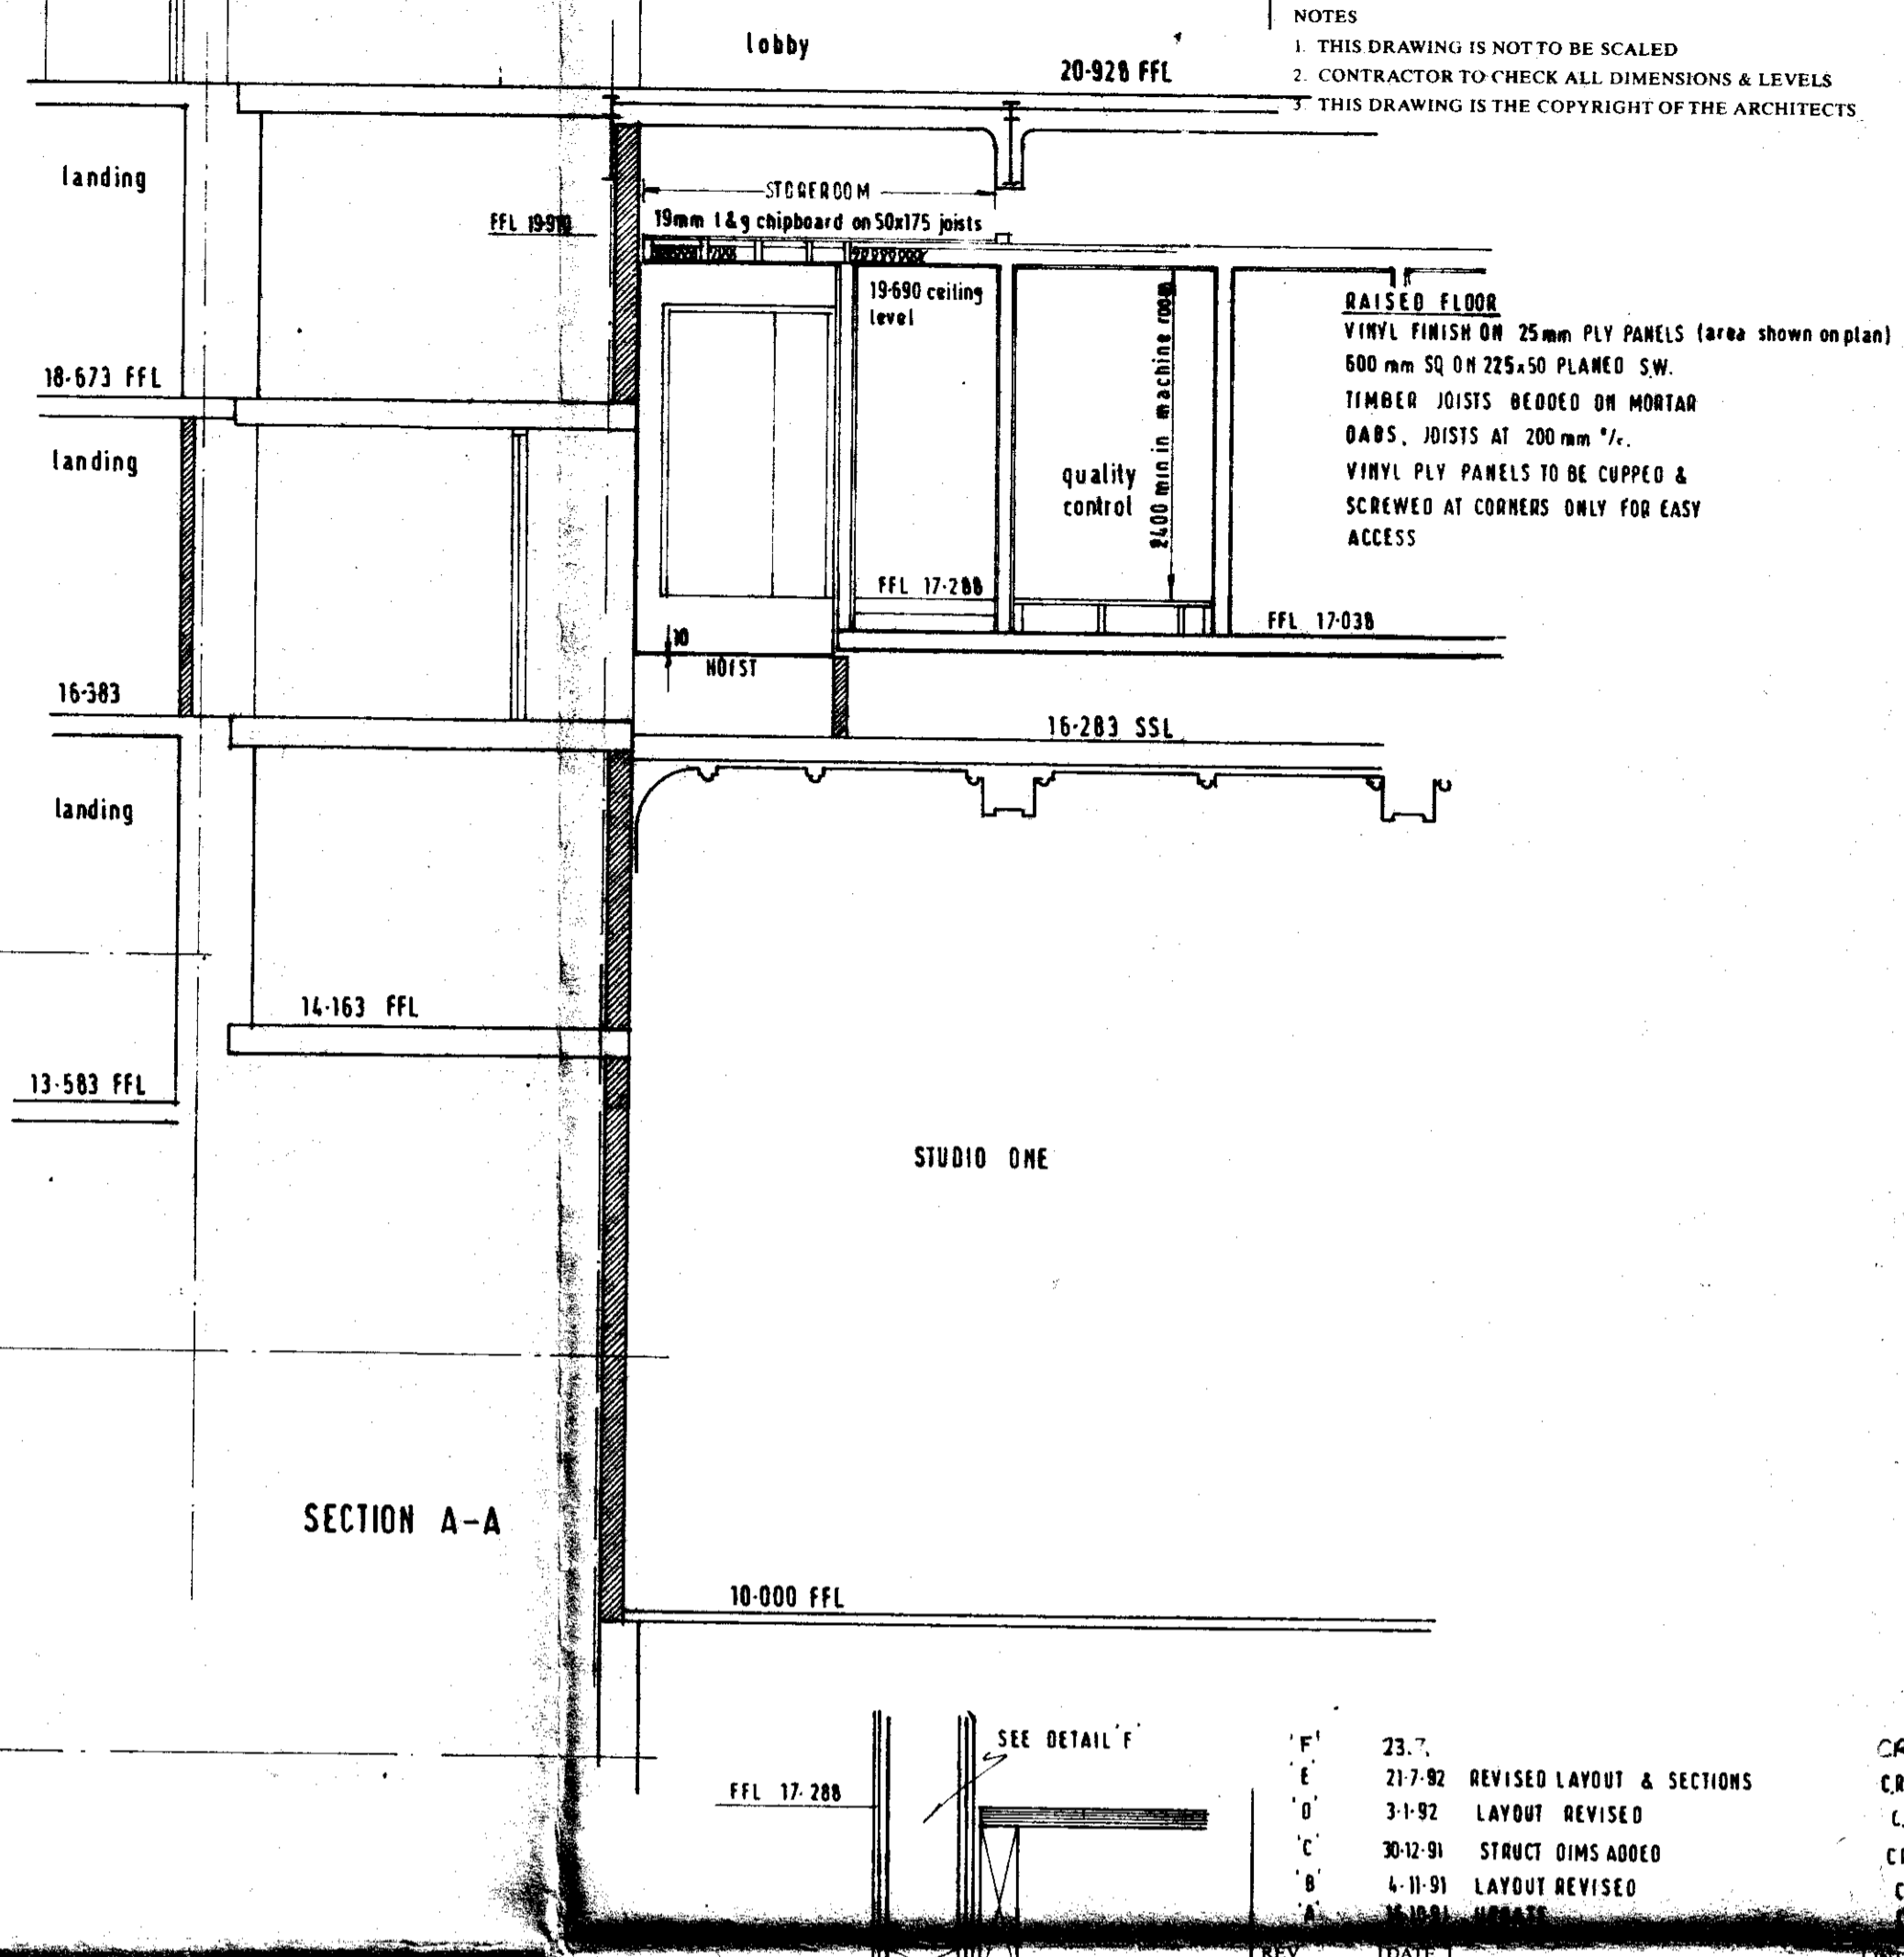 lobby
20-928 FFL
NOTES
1. THIS DRAWING IS NOT TO BE SCALED
2. CONTRACTOR TO CHECK ALL DIMENSIONS & LEVELS
3. THIS DRAWING IS THE COPYRIGHT OF THE ARCHITECTS
landing
STOREROOM
FFL
19mm t&g chipboard on 50x175 joists
19-690 ceiling
level
2400 min in machine room
RAISED FLOOR
VINYL FINISH ON 25mm PLY PANELS (area shown on plan)
600 mm SQ ON 225x50 PLANED S.W.
TIMBER JOISTS BEDDED ON MORTAR
DABS, JOISTS AT 200 mm c/c.
VINYL PLY PANELS TO BE CUPPED &
SCREWED AT CORNERS ONLY FOR EASY
ACCESS
18-673 FFL
landing
quality
control
FFL 17-288
FFL 17-038
10
HOIST
16-383
16-283 SSL
landing
14-163 FFL
13-583 FFL
STUDIO ONE
SECTION A-A
10-000 FFL
SEE DETAIL 'F'
FFL 17-288
'F' 23.7.
'E' 21-7-92 REVISED LAYOUT & SECTIONS
'D' 3-1-92 LAYOUT REVISED
'C' 30-12-91 STRUCT DIMS ADDED
'B' 4-11-91 LAYOUT REVISED
'A' UPDATE
REV DATE